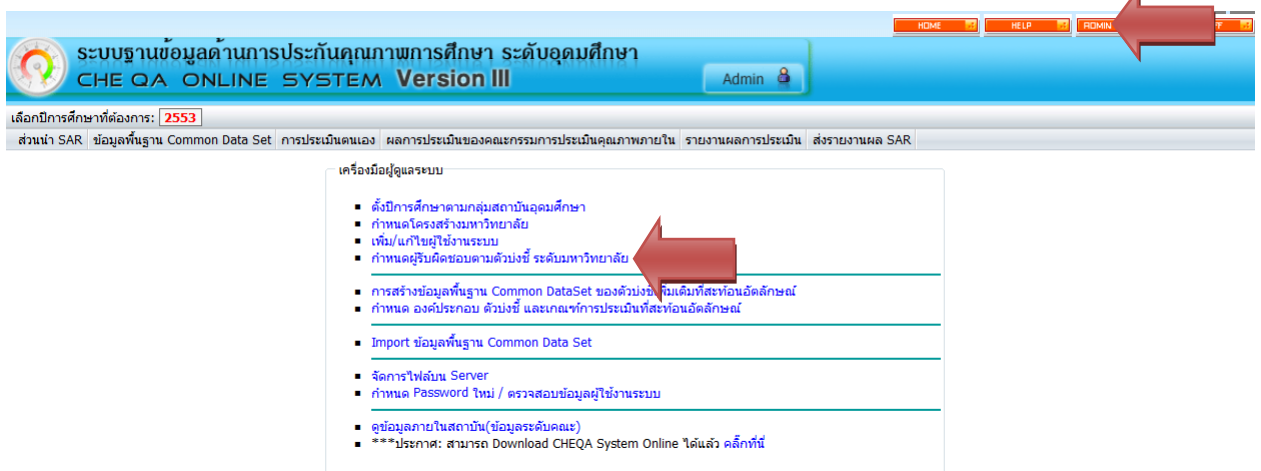 HOME
HELP
ADMIN
ระบบฐานข้อมูลด้านการประกันคุณภาพการศึกษา ระดับอุดมศึกษา
CHE QA ONLINE SYSTEM Version III
Admin
เลือกปีการศึกษาที่ต้องการ: 2553
ส่วนนำ SAR ข้อมูลพื้นฐาน Common Data Set การประเมินตนเอง ผลการประเมินของคณะกรรมการประเมินคุณภาพภายใน รายงานผลการประเมิน ส่งรายงานผล SAR
เครื่องมือผู้ดูแลระบบ
ตั้งปีการศึกษาตามกลุ่มสถาบันอุดมศึกษา
กำหนดโครงสร้างมหาวิทยาลัย
เพิ่ม/แก้ไขผู้ใช้งานระบบ
กำหนดผู้รับผิดชอบตามตัวบ่งชี้ ระดับมหาวิทยาลัย
การสร้างข้อมูลพื้นฐาน Common DataSet ของตัวบ่งชี้เพิ่มเติมที่สะท้อนอัตลักษณ์
กำหนด องค์ประกอบ ตัวบ่งชี้ และเกณฑ์การประเมินที่สะท้อนอัตลักษณ์
Import ข้อมูลพื้นฐาน Common Data Set
จัดการไฟล์บน Server
กำหนด Password ใหม่ / ตรวจสอบข้อมูลผู้ใช้งานระบบ
ดูข้อมูลภายในสถาบัน(ข้อมูลระดับคณะ)
***ประกาศ: สามารถ Download CHEQA System Online ได้แล้ว คลิ๊กที่นี่